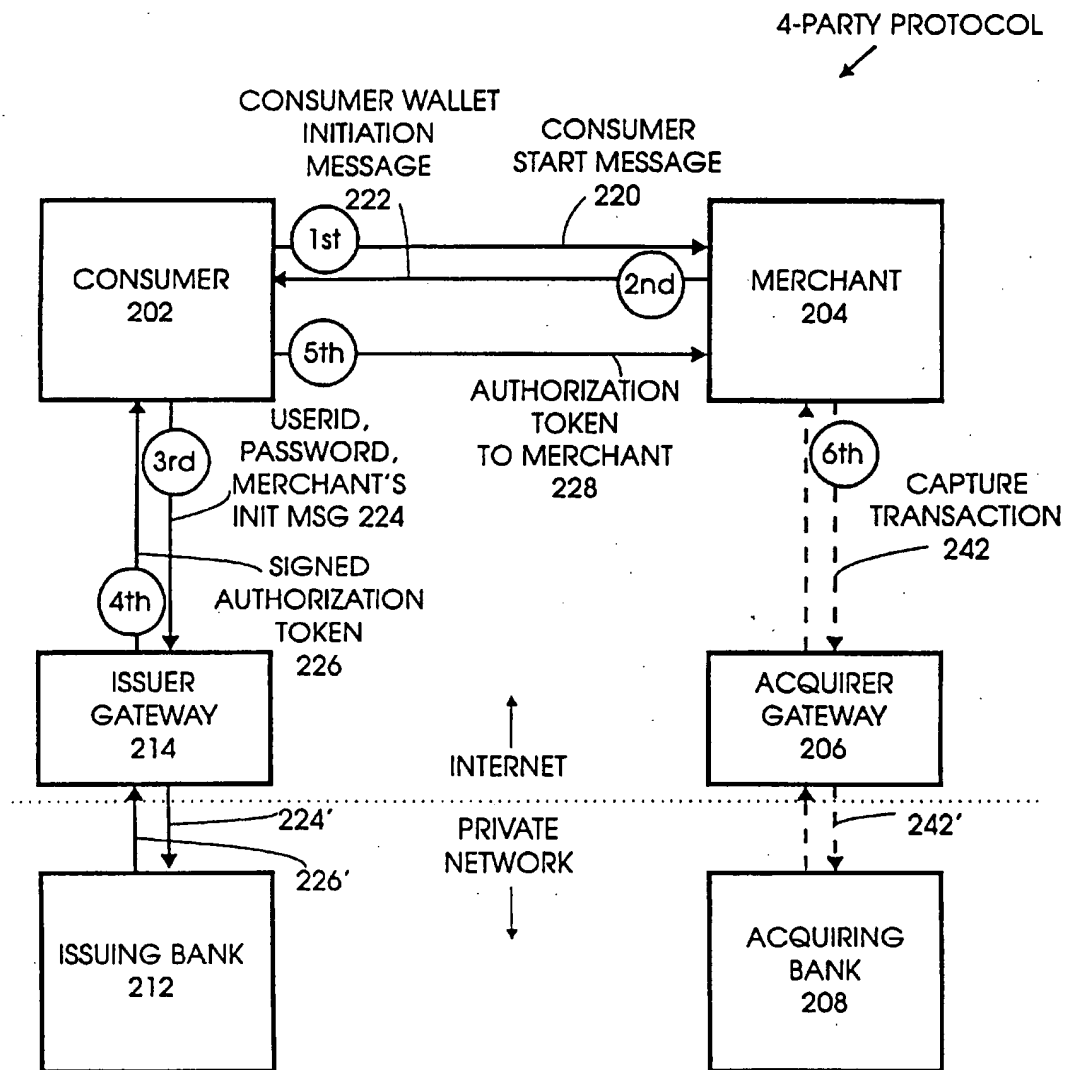 4-PARTY PROTOCOL
CONSUMER WALLET
INITIATION
MESSAGE
222
CONSUMER
START MESSAGE
220
1st
2nd
CONSUMER
202
MERCHANT
204
5th
AUTHORIZATION
TOKEN
TO MERCHANT
228
USERID,
PASSWORD,
MERCHANT'S
INIT MSG 224
3rd
6th
CAPTURE
TRANSACTION
242
SIGNED
AUTHORIZATION
TOKEN
226
4th
ISSUER
GATEWAY
214
ACQUIRER
GATEWAY
206
INTERNET
PRIVATE
NETWORK
224'
226'
242'
ISSUING BANK
212
ACQUIRING
BANK
208